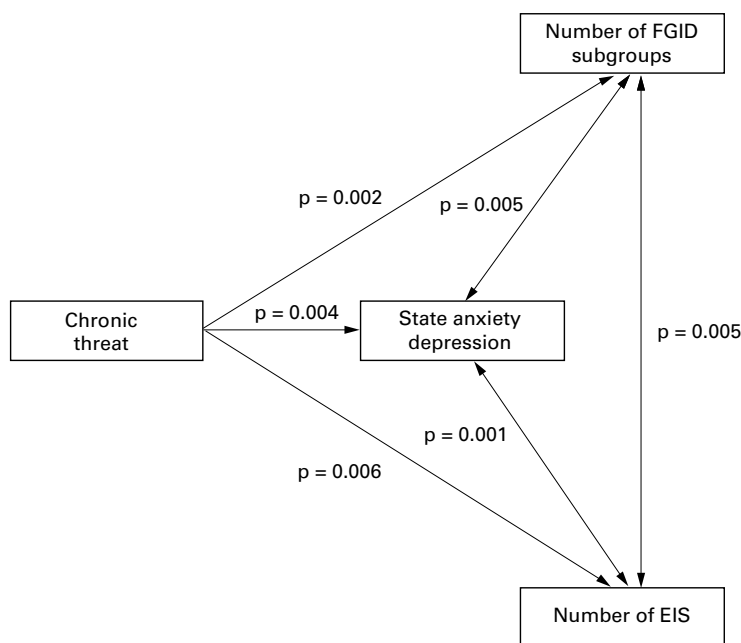 Number of FGID
subgroups
p = 0.002
p = 0.005
Chronic
threat
p = 0.004
State anxiety
depression
p = 0.005
p = 0.001
p = 0.006
Number of EIS